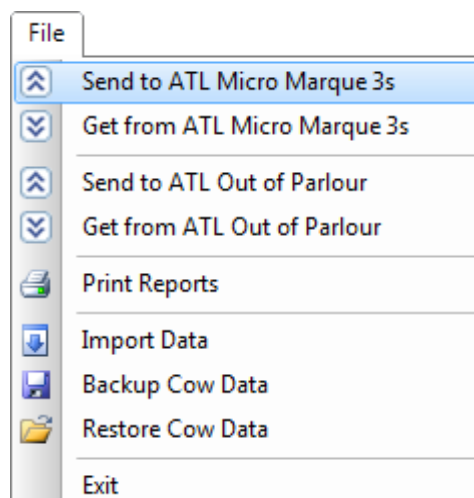 File
Send to ATL Micro Marque 3s
Get from ATL Micro Marque 3s
Send to ATL Out of Parlour
Get from ATL Out of Parlour
Print Reports
Import Data
Backup Cow Data
Restore Cow Data
Exit